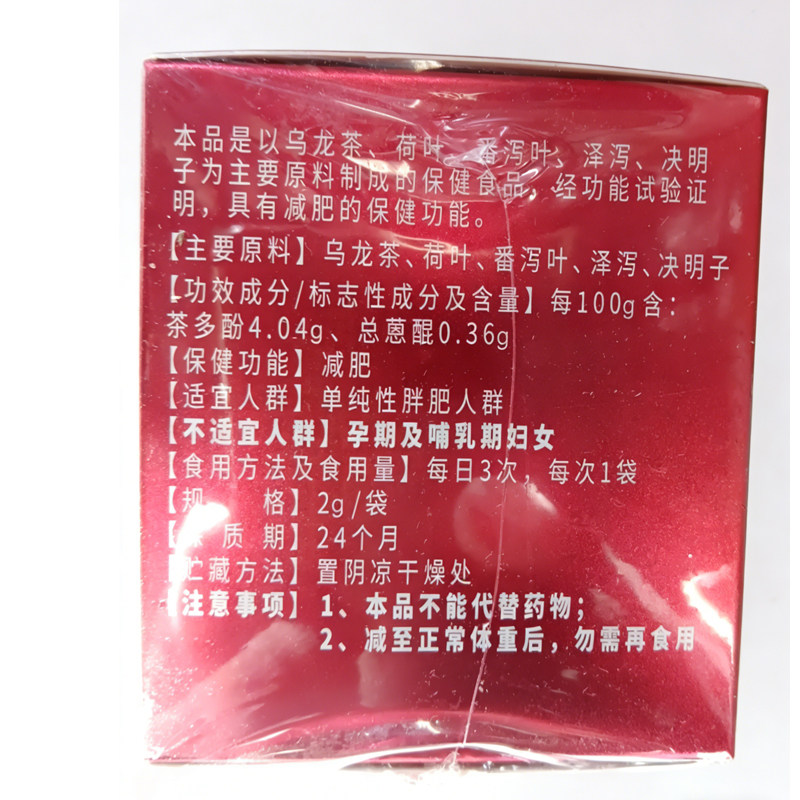 本品是以乌龙茶、荷叶、番泻叶、泽泻、决明
子为主要原料制成的保健食品，经功能试验证
明，具有减肥的保健功能。
【主要原料】乌龙茶、荷叶、番泻叶、泽泻、决明子
【功效成分/标志性成分及含量】每100g含：
茶多酚4.04g、总蒽醌0.36g
【保健功能】减肥
【适宜人群】单纯性胖肥人群
【不适宜人群】孕期及哺乳期妇女
【食用方法及食用量】每日3次，每次1袋
【规 格】2g/袋
【保 质 期】24个月
【贮藏方法】置阴凉干燥处
【注意事项】1、本品不能代替药物；
2、减至正常体重后，勿需再食用